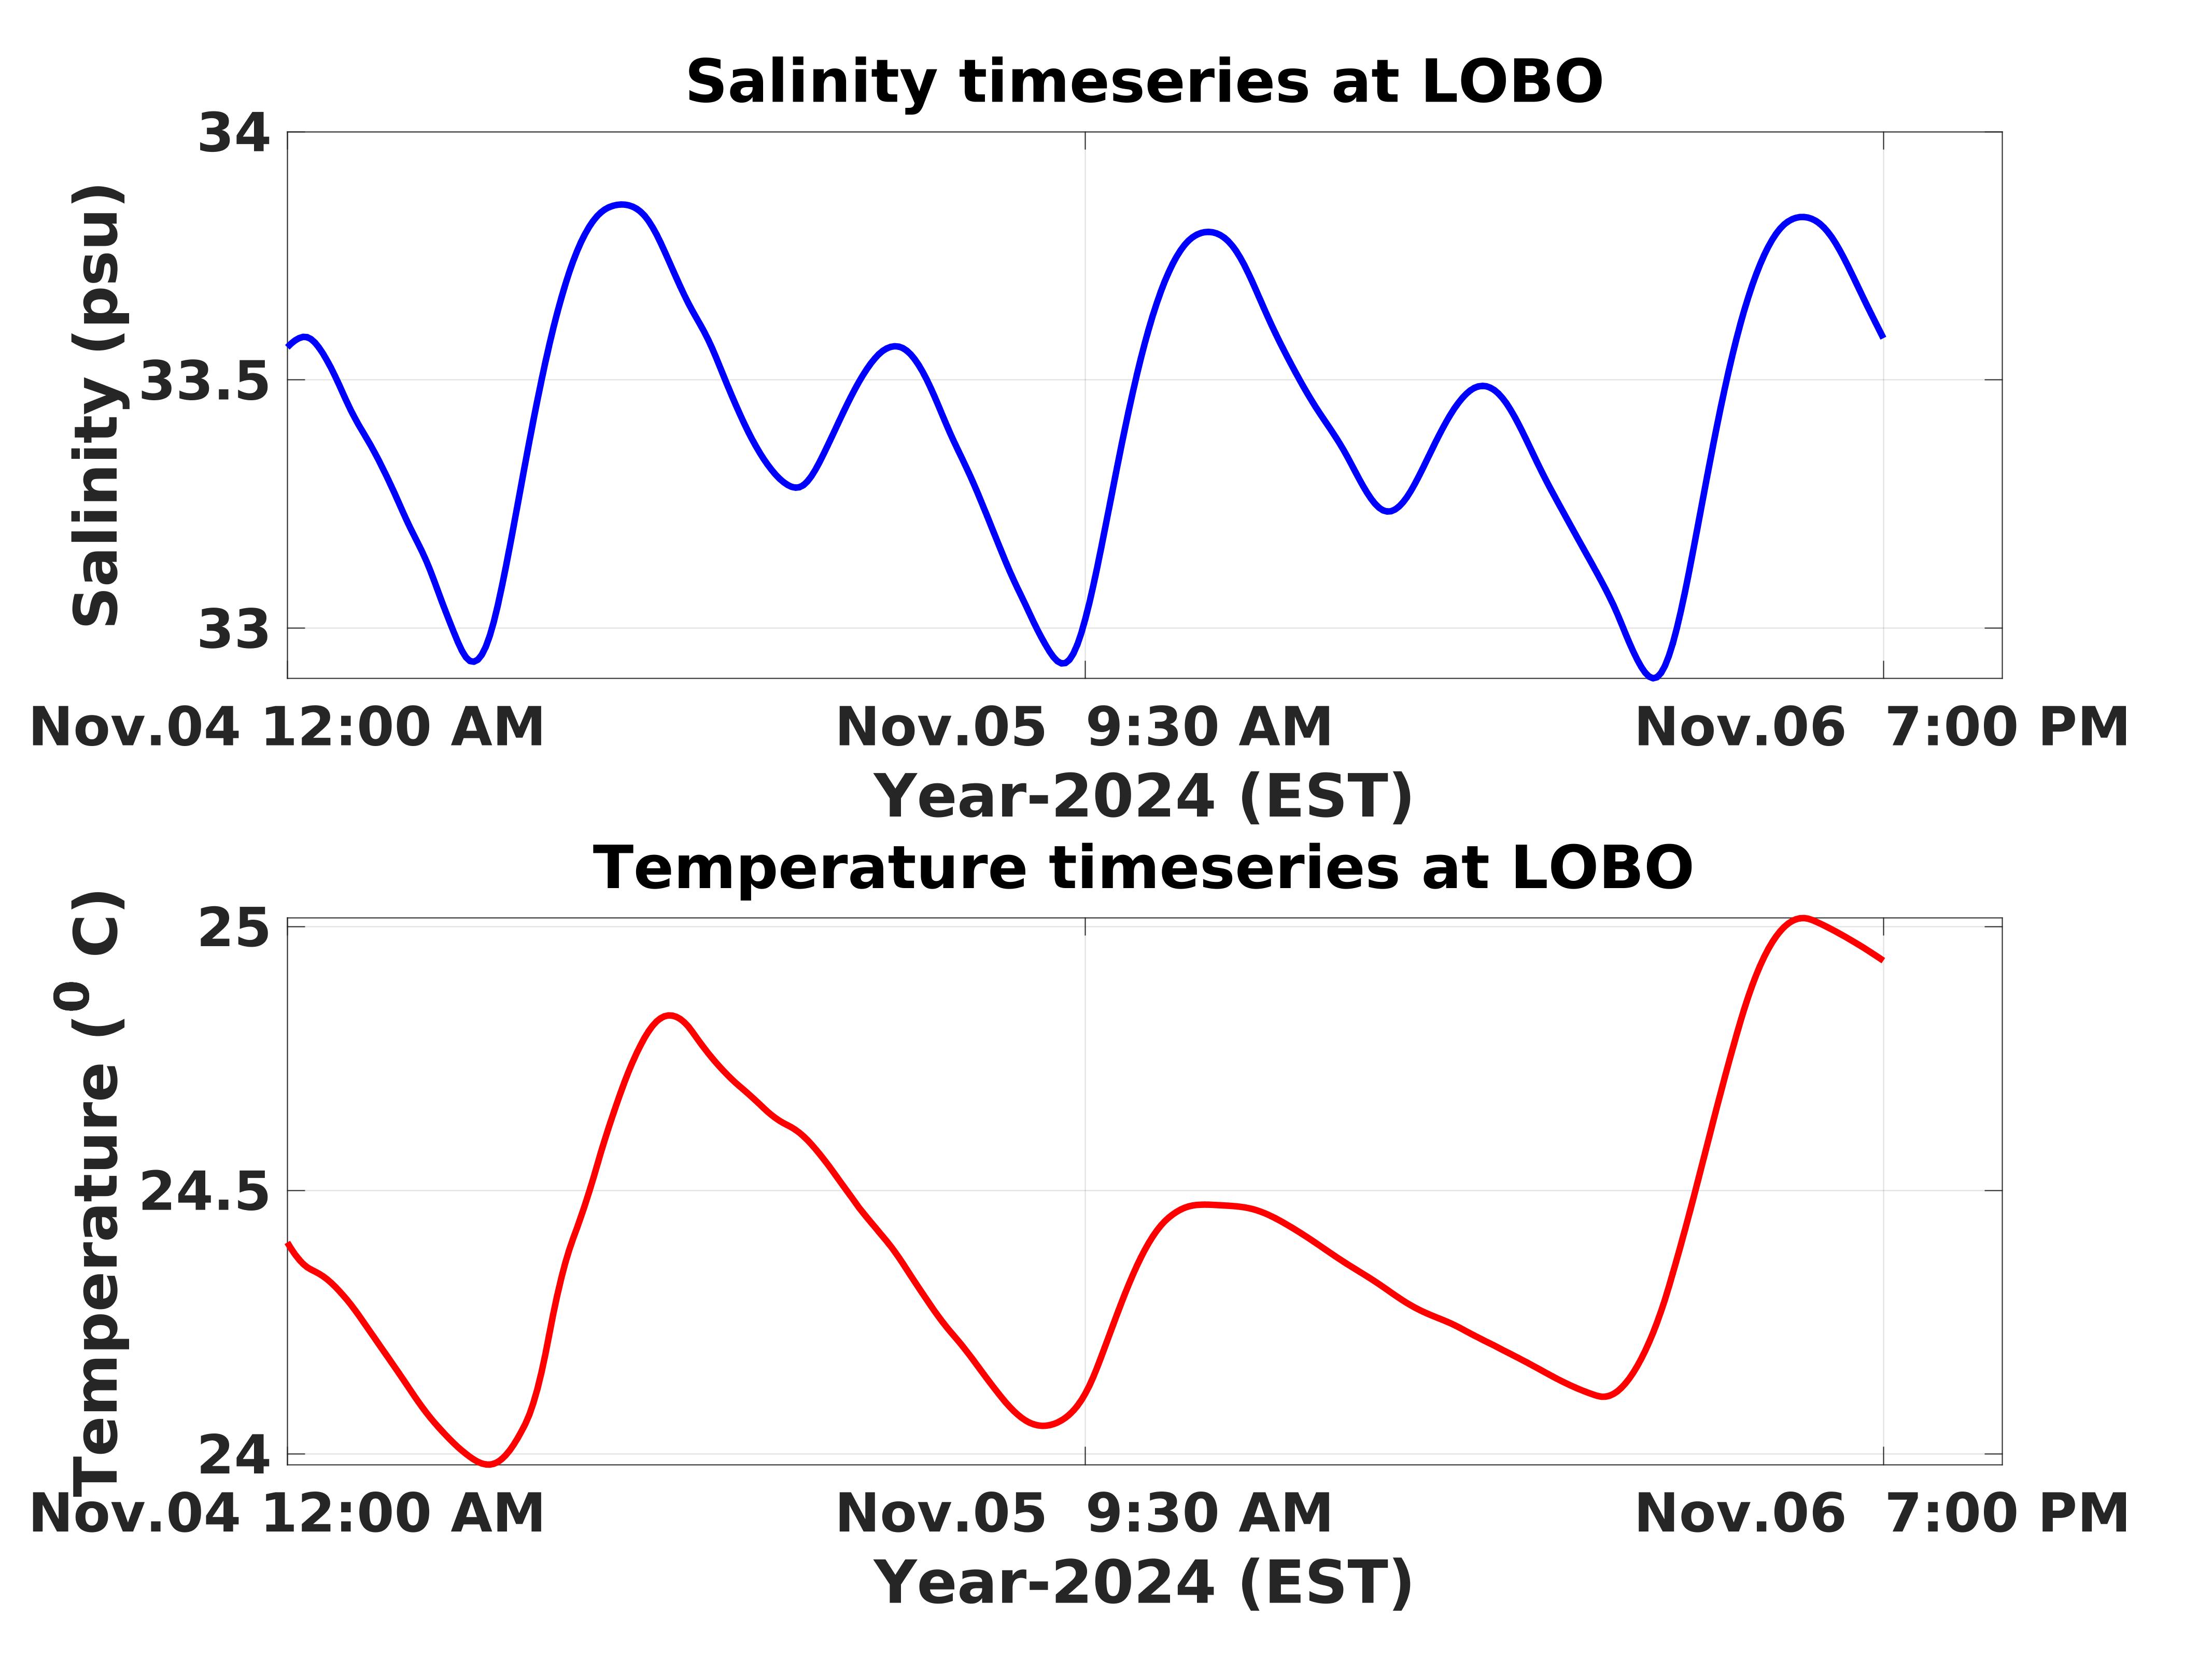 Salinity timeseries at LOBO
Salinity (psu)
34
33.5
33
Nov.04 12:00 AM
Nov.05  9:30 AM
Nov.06  7:00 PM
Year-2024 (EST)
Temperature timeseries at LOBO
Temperature (⁰ C)
25
24.5
24
Nov.04 12:00 AM
Nov.05  9:30 AM
Nov.06  7:00 PM
Year-2024 (EST)